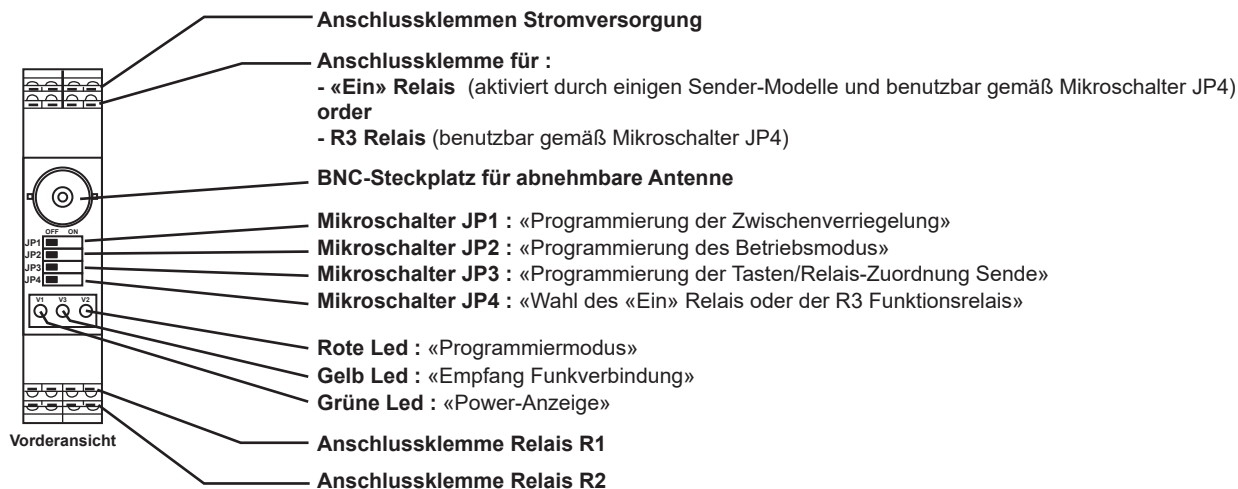 Anschlussklemmen Stromversorgung
Anschlussklemme für :
- «Ein» Relais (aktiviert durch einigen Sender-Modelle und benutzbar gemäß Mikroschalter JP4)
order
- R3 Relais (benutzbar gemäß Mikroschalter JP4)
BNC-Steckplatz für abnehmbare Antenne
OFF ON
JP1
JP2
JP3
JP4
Mikroschalter JP1 : «Programmierung der Zwischenverriegelung»
Mikroschalter JP2 : «Programmierung des Betriebsmodus»
Mikroschalter JP3 : «Programmierung der Tasten/Relais-Zuordnung Sende»
Mikroschalter JP4 : «Wahl des «Ein» Relais oder der R3 Funktionsrelais»
V1 V3 V2
Rote Led : «Programmiermodus»
Gelb Led : «Empfang Funkverbindung»
Grüne Led : «Power-Anzeige»
Vorderansicht
Anschlussklemme Relais R1
Anschlussklemme Relais R2